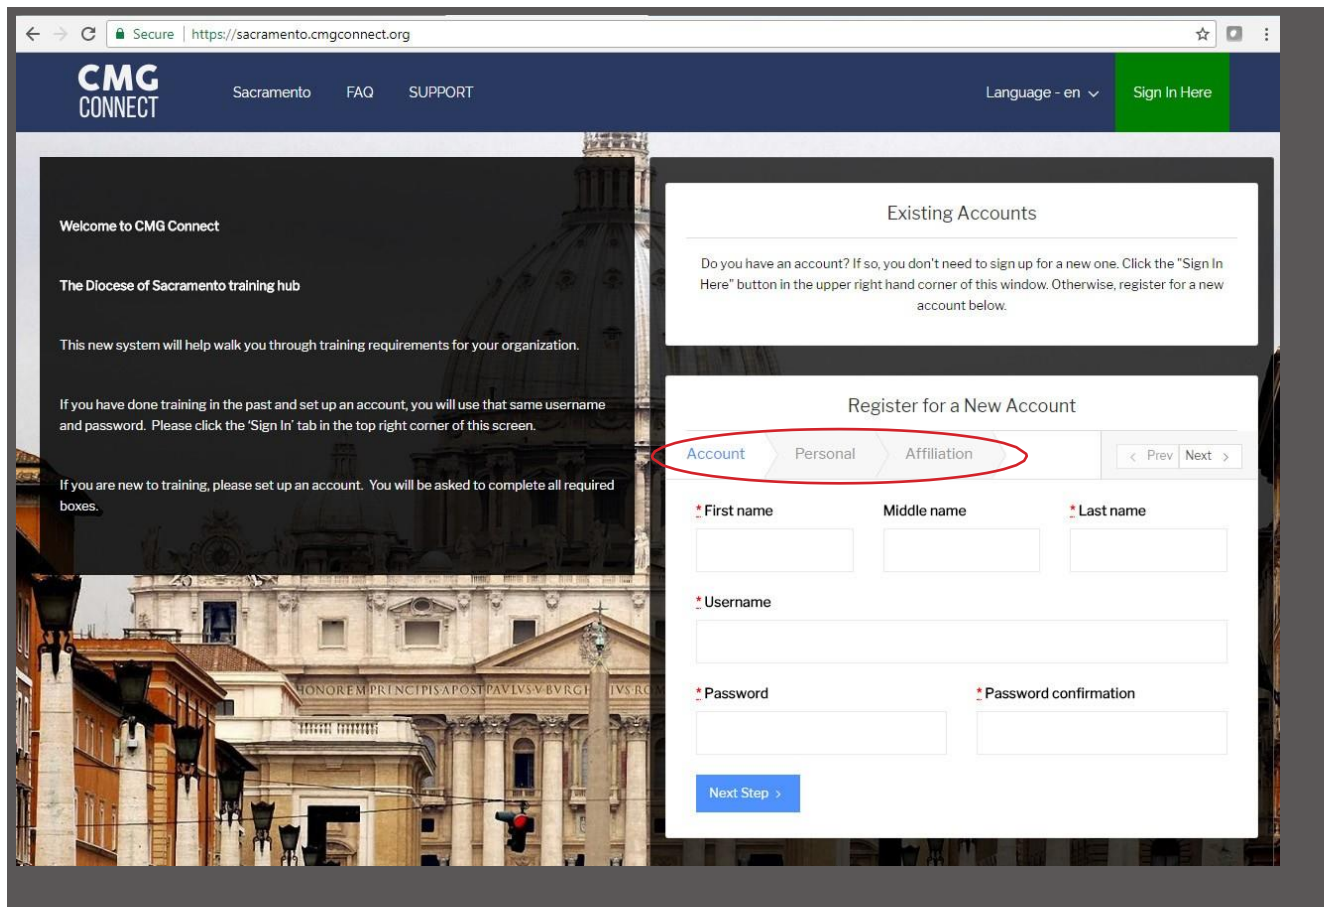 Secure | https://sacramento.cmgconnect.org
CMG
CONNECT
Sacramento FAQ SUPPORT
Language - en
Sign In Here
Welcome to CMG Connect
The Diocese of Sacramento training hub
This new system will help walk you through training requirements for your organization.
If you have done training in the past and set up an account, you will use that same username
and password. Please click the ‘Sign In’ tab in the top right corner of this screen.
If you are new to training, please set up an account. You will be asked to complete all required
boxes.
Existing Accounts
Do you have an account? If so, you don't need to sign up for a new one. Click the "Sign In
Here" button in the upper right hand corner of this window. Otherwise, register for a new
account below.
Register for a New Account
Account Personal Affiliation
< Prev Next >
* First name Middle name * Last name
* Username
* Password * Password confirmation
Next Step >
HONOREM PRINCIPIS APOST PAVLVS V BVRGH